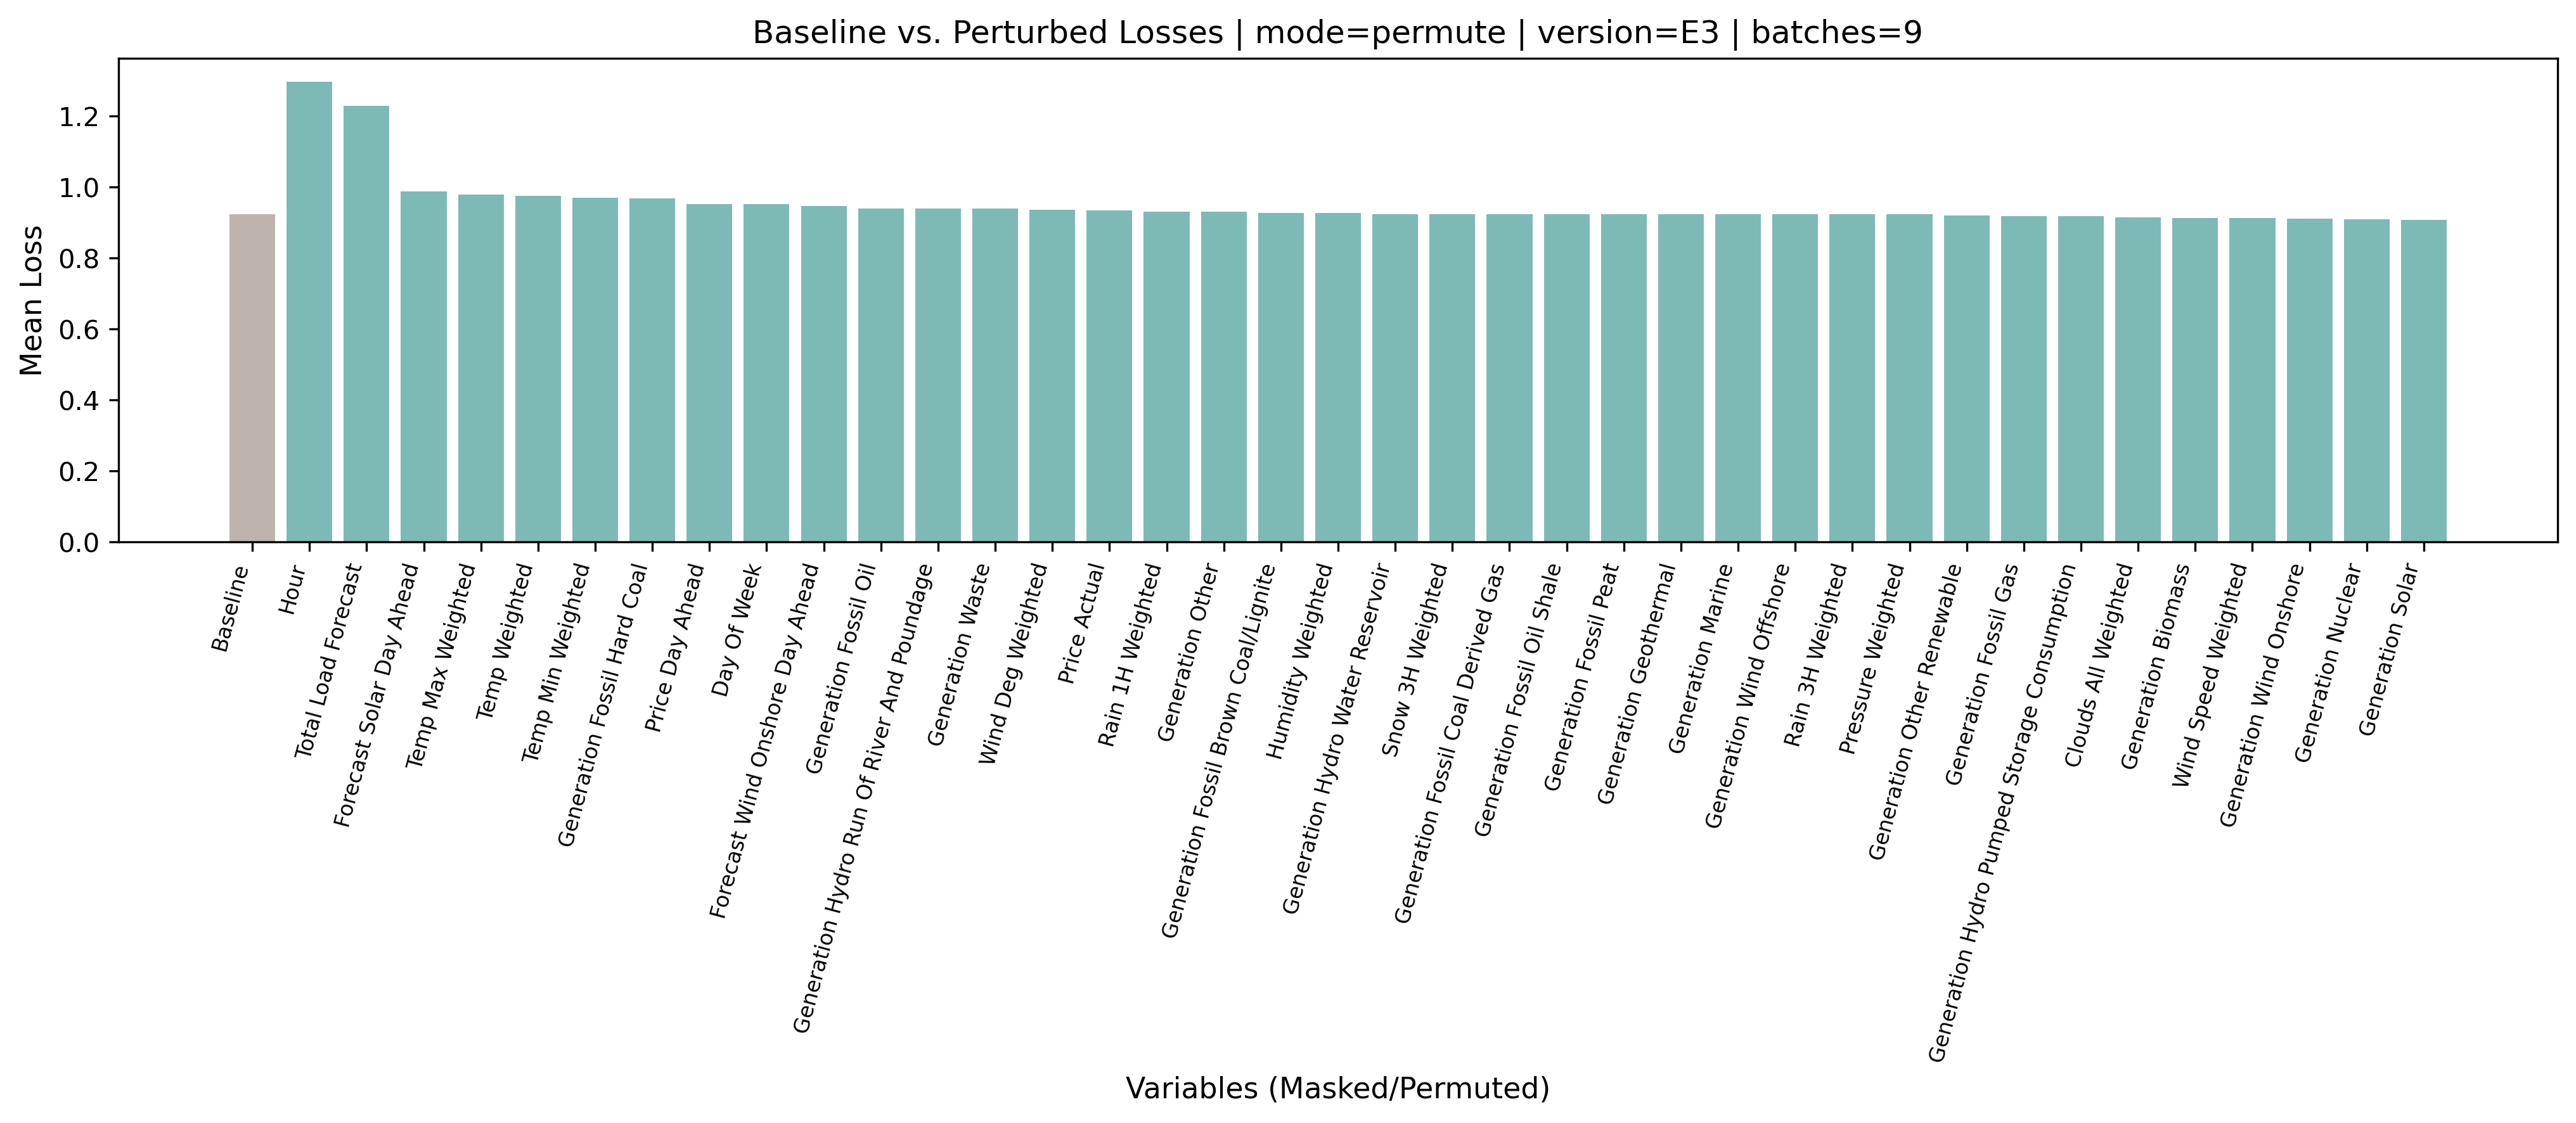 Baseline vs. Perturbed Losses | mode=permute | version=E3 | batches=9
Mean Loss
1.2
1.0
0.8
0.6
0.4
0.2
0.0
Baseline
Hour
Total Load Forecast
Forecast Solar Day Ahead
Temp Max Weighted
Temp Weighted
Temp Min Weighted
Generation Fossil Hard Coal
Price Day Ahead
Day Of Week
Forecast Wind Onshore Day Ahead
Generation Fossil Oil
Generation Hydro Run Of River And Poundage
Generation Waste
Wind Deg Weighted
Price Actual
Rain 1H Weighted
Generation Other
Generation Fossil Brown Coal/Lignite
Humidity Weighted
Generation Hydro Water Reservoir
Snow 3H Weighted
Generation Fossil Coal Derived Gas
Generation Fossil Oil Shale
Generation Fossil Peat
Generation Geothermal
Generation Marine
Generation Wind Offshore
Rain 3H Weighted
Pressure Weighted
Generation Other Renewable
Generation Fossil Gas
Generation Hydro Pumped Storage Consumption
Clouds All Weighted
Generation Biomass
Wind Speed Weighted
Generation Wind Onshore
Generation Nuclear
Generation Solar
Variables (Masked/Permuted)